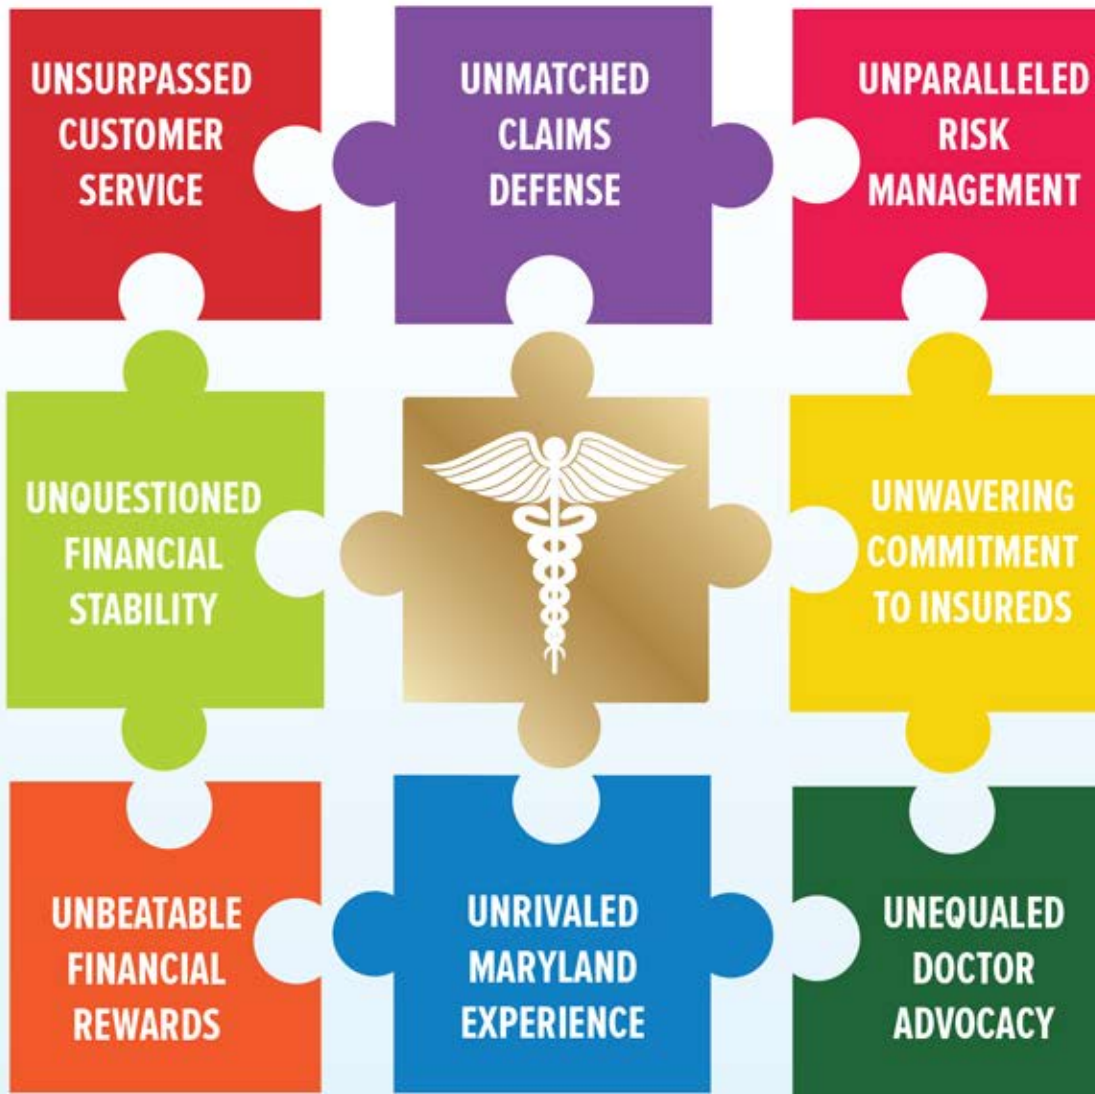 UNSURPASSED
CUSTOMER
SERVICE
UNMATCHED
CLAIMS
DEFENSE
UNPARALLELED
RISK
MANAGEMENT
UNQUESTIONED
FINANCIAL
STABILITY
UNWAVERING
COMMITMENT
TO INSUREDS
UNBEATABLE
FINANCIAL
REWARDS
UNRIVALED
MARYLAND
EXPERIENCE
UNEQUALED
DOCTOR
ADVOCACY